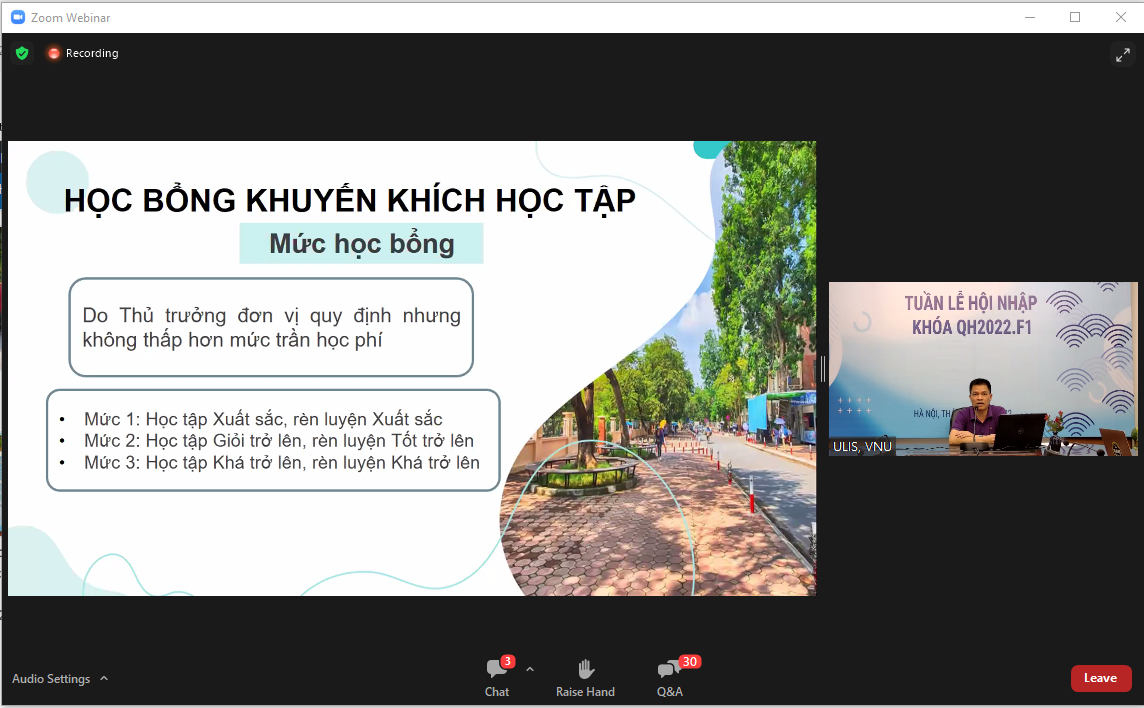 Zoom Webinar
Recording
HỌC BỔNG KHUYẾN KHÍCH HỌC TẬP
Mức học bổng
Do Thủ trưởng đơn vị quy định nhưng
không thấp hơn mức trần học phí
• Mức 1: Học tập Xuất sắc, rèn luyện Xuất sắc
• Mức 2: Học tập Giỏi trở lên, rèn luyện Tốt trở lên
• Mức 3: Học tập Khá trở lên, rèn luyện Khá trở lên
TUẦN LỄ HỘI NHẬP
KHÓA QH2022.F1
HÀ NỘI, TH
ULIS, VNU
Audio Settings
3
Chat
Raise Hand
30
Q&A
Leave